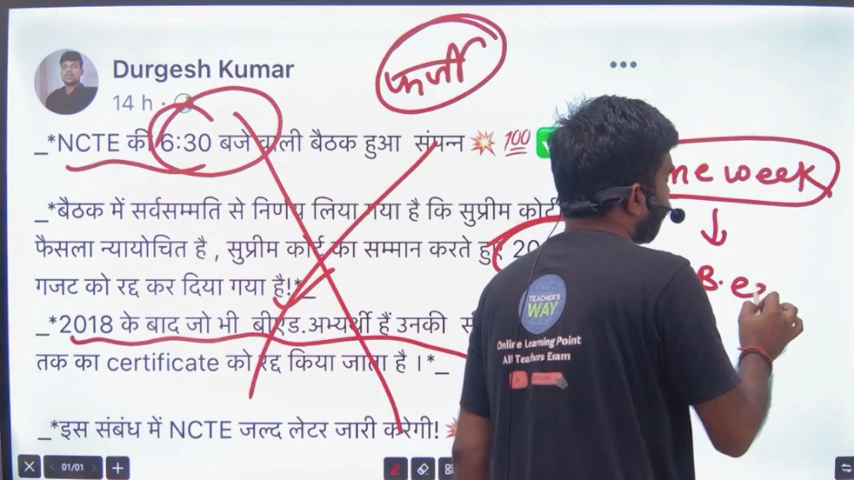 Durgesh Kumar
14 h
फर्जी
_*NCTE की 6:30 बजे वाली बैठक हुआ संपन्न 💥 💯 ✅
_*बैठक में सर्वसम्मति से निर्णय लिया गया है कि सुप्रीम कोर्ट
फैसला न्यायोचित है , सुप्रीम कोर्ट का सम्मान करते हुए 20
गजट को रद्द कर दिया गया है!*_
_*2018 के बाद जो भी बीएड.अभ्यर्थी हैं उनकी
तक का certificate को रद्द किया जाता है ।*_
_*इस संबंध में NCTE जल्द लेटर जारी करेगी! 💥
week
↓
TEACHER'S
WAY
Online Learning Point
All Teachers Exam
01/01